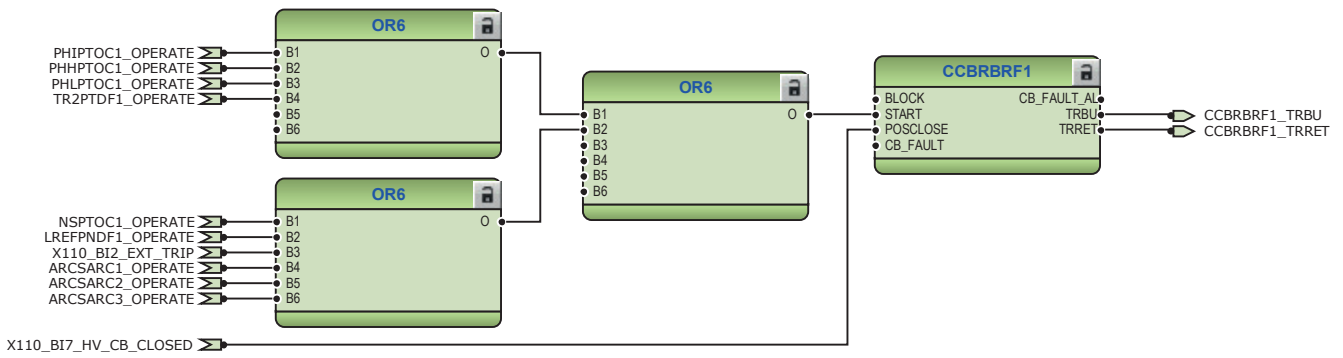 OR6
PHIPTOC1_OPERATE B1 O
PHHPTOC1_OPERATE B2
PHLPTOC1_OPERATE B3
TR2PTDF1_OPERATE B4
B5
B6
OR6
NSPTOC1_OPERATE B1 O
LREFPNDF1_OPERATE B2
X110_BI2_EXT_TRIP B3
ARCSARC1_OPERATE B4
ARCSARC2_OPERATE B5
ARCSARC3_OPERATE B6
X110_BI7_HV_CB_CLOSED
OR6
B1 O
B2
B3
B4
B5
B6
CCBRBRF1
BLOCK CB_FAULT_AL
START TRBU
POSCLOSE TRRET
CB_FAULT
CCBRBRF1_TRBU
CCBRBRF1_TRRET